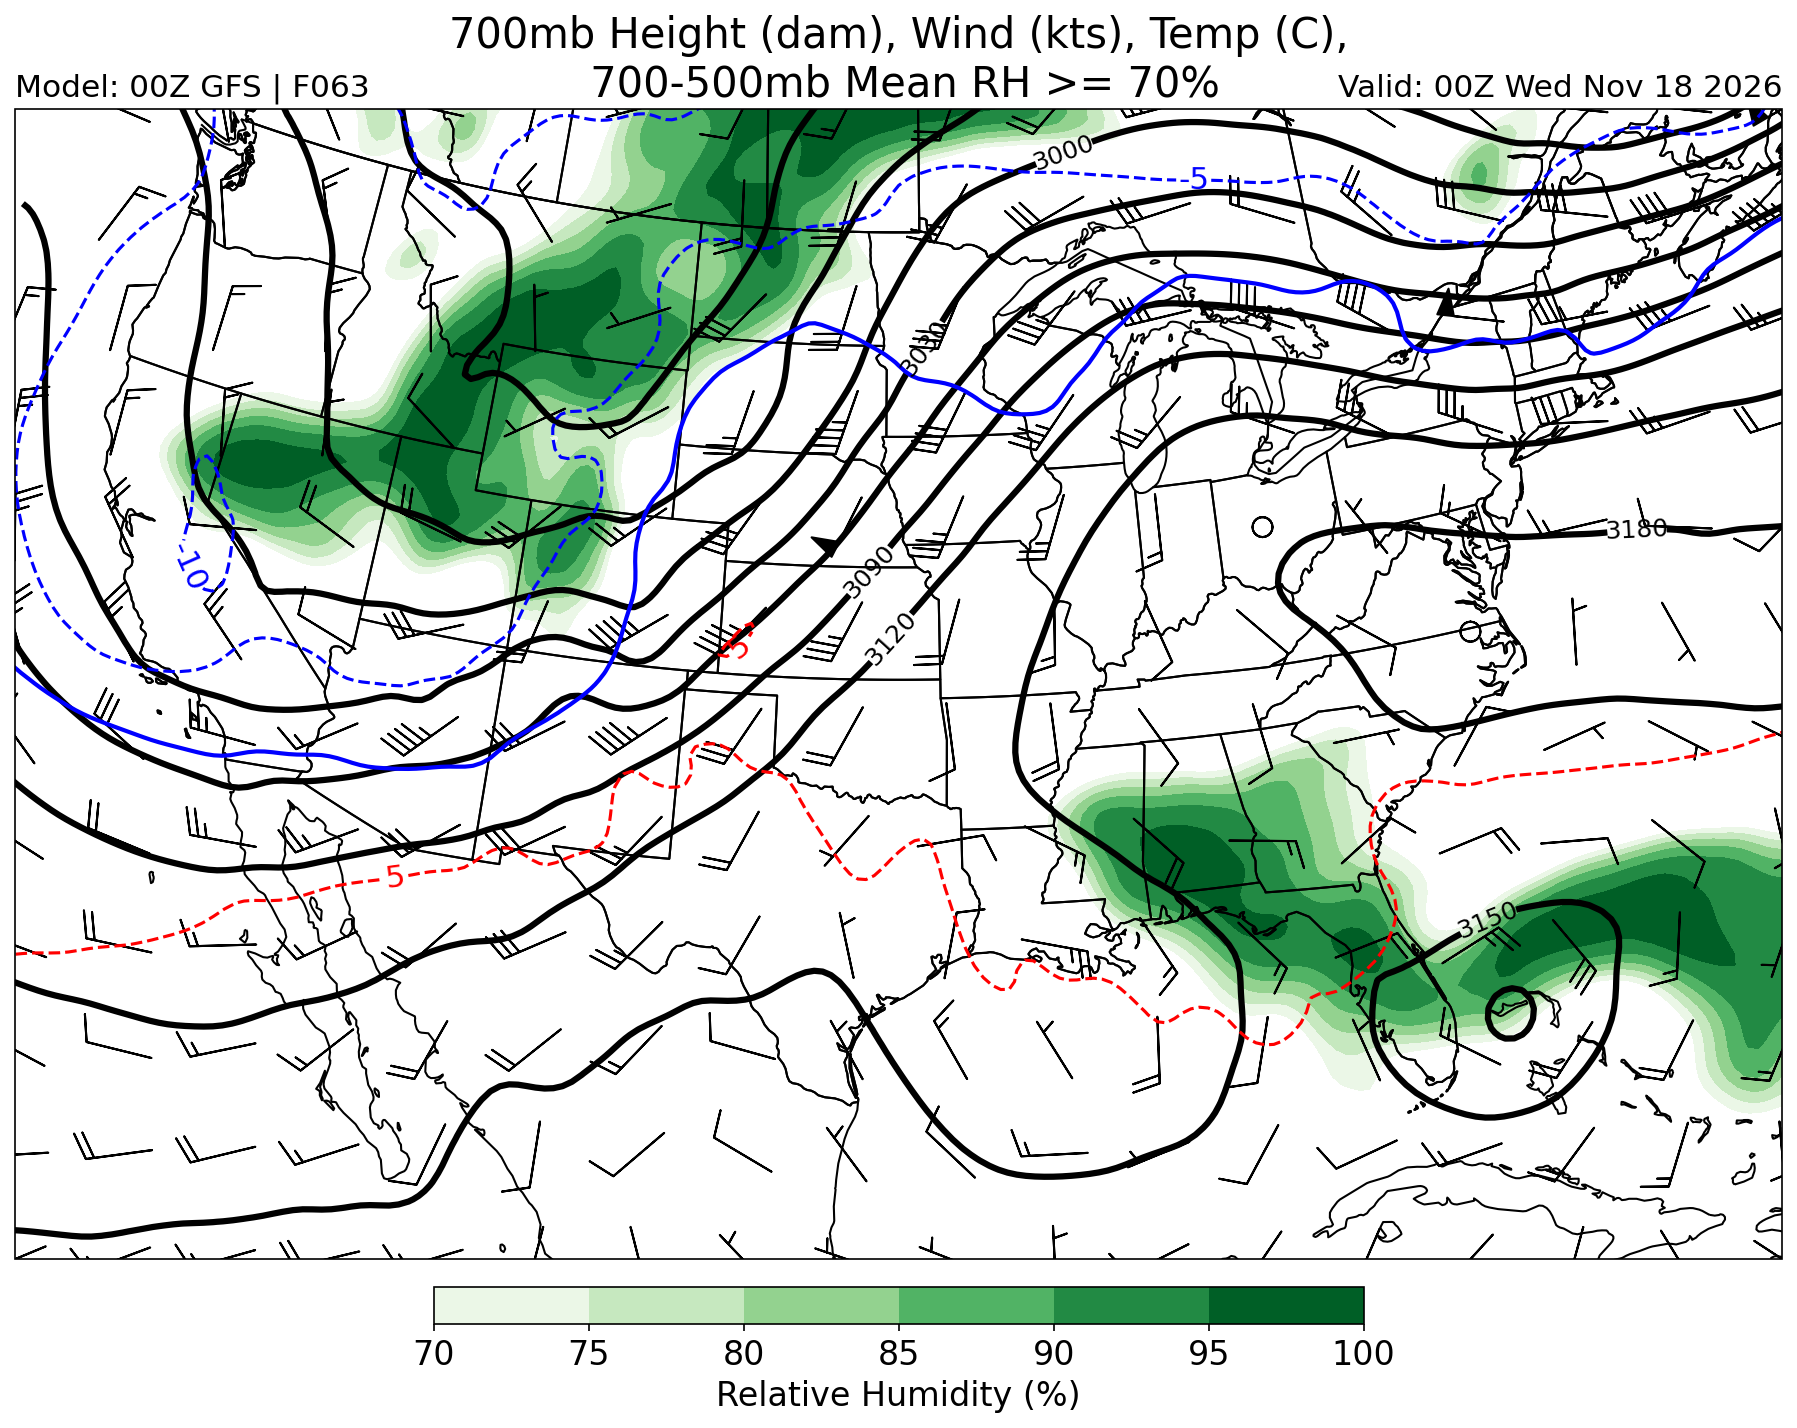 700mb Height (dam), Wind (kts), Temp (C),
700-500mb Mean RH >= 70%
Model: 00Z GFS | F063
Valid: 00Z Wed Nov 18 2026
3000
-5
3030
3180
-10
3090
3120
5
5
3150
70 75 80 85 90 95 100
Relative Humidity (%)